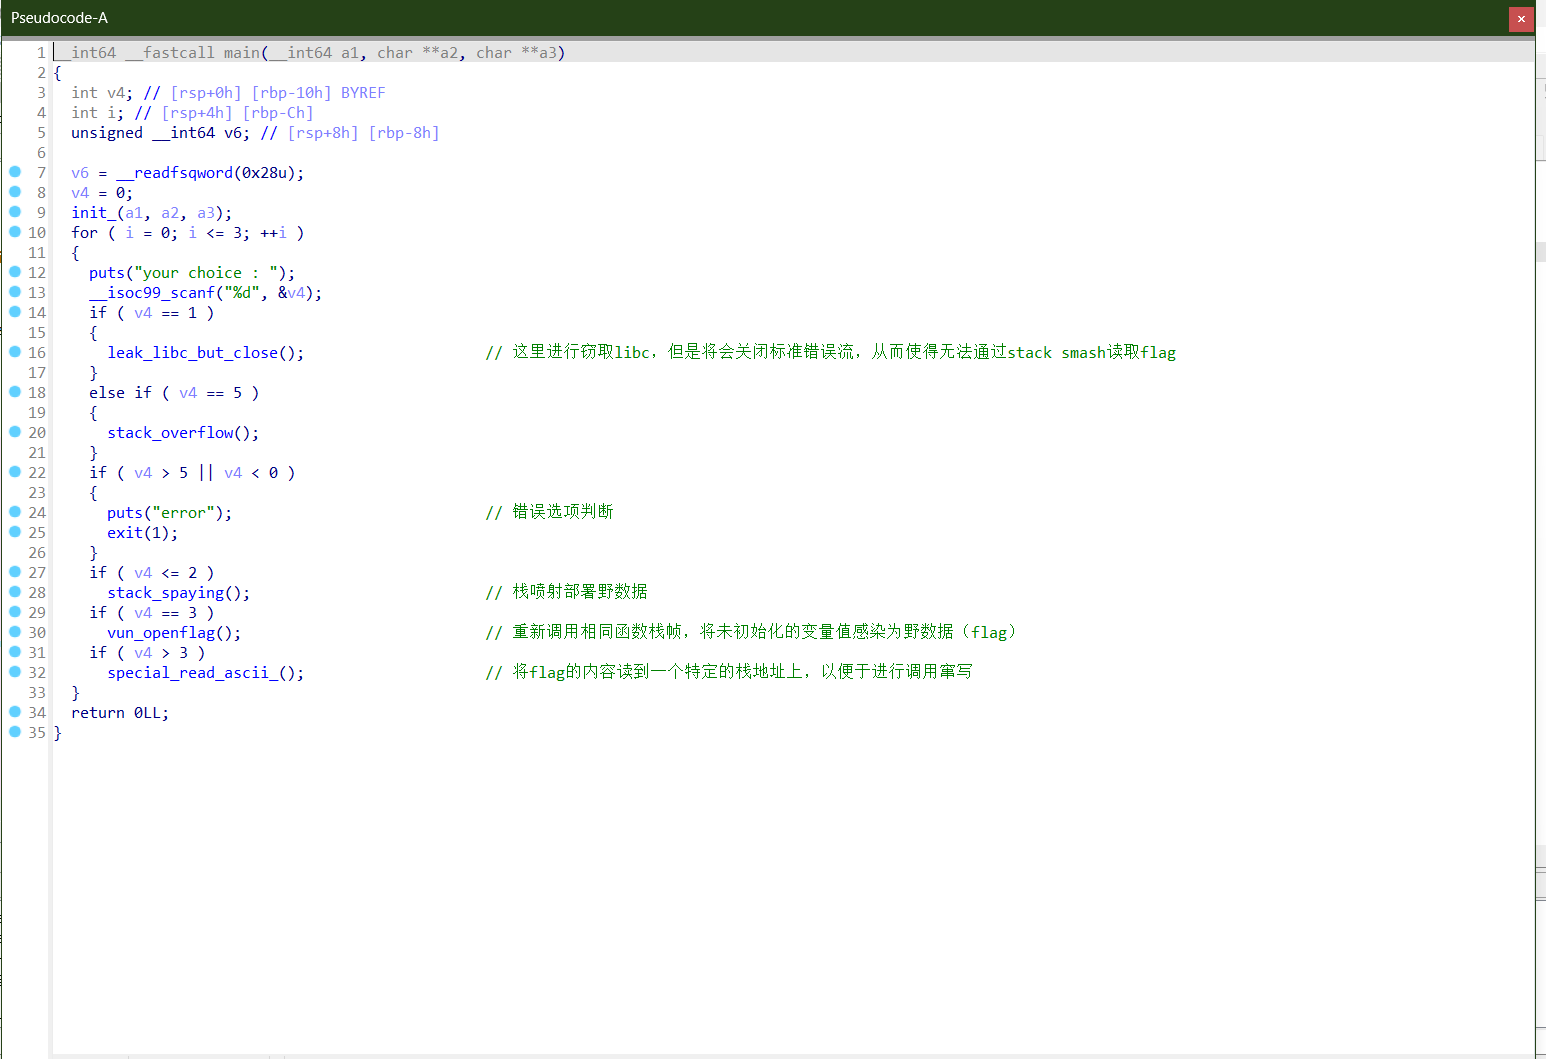 Pseudocode-A
1 __int64 __fastcall main(__int64 a1, char **a2, char **a3)
2 {
3   int v4; // [rsp+0h] [rbp-10h] BYREF
4   int i; // [rsp+4h] [rbp-Ch]
5   unsigned __int64 v6; // [rsp+8h] [rbp-8h]
6
7   v6 = __readfsqword(0x28u);
8   v4 = 0;
9   init_(a1, a2, a3);
10   for ( i = 0; i <= 3; ++i )
11   {
12     puts("your choice : ");
13     __isoc99_scanf("%d", &v4);
14     if ( v4 == 1 )
15     {
16       leak_libc_but_close(); // 这里进行窃取libc，但是将会关闭标准错误流，从而使得无法通过stack smash读取flag
17     }
18     else if ( v4 == 5 )
19     {
20       stack_overflow();
21     }
22     if ( v4 > 5 || v4 < 0 )
23     {
24       puts("error"); // 错误选项判断
25       exit(1);
26     }
27     if ( v4 <= 2 )
28       stack_spaying(); // 栈喷射部署野数据
29     if ( v4 == 3 )
30       vun_openflag(); // 重新调用相同函数栈帧，将未初始化的变量值感染为野数据（flag）
31     if ( v4 > 3 )
32       special_read_ascii_(); // 将flag的内容读到一个特定的栈地址上，以便于进行调用窜写
33   }
34   return 0LL;
35 }